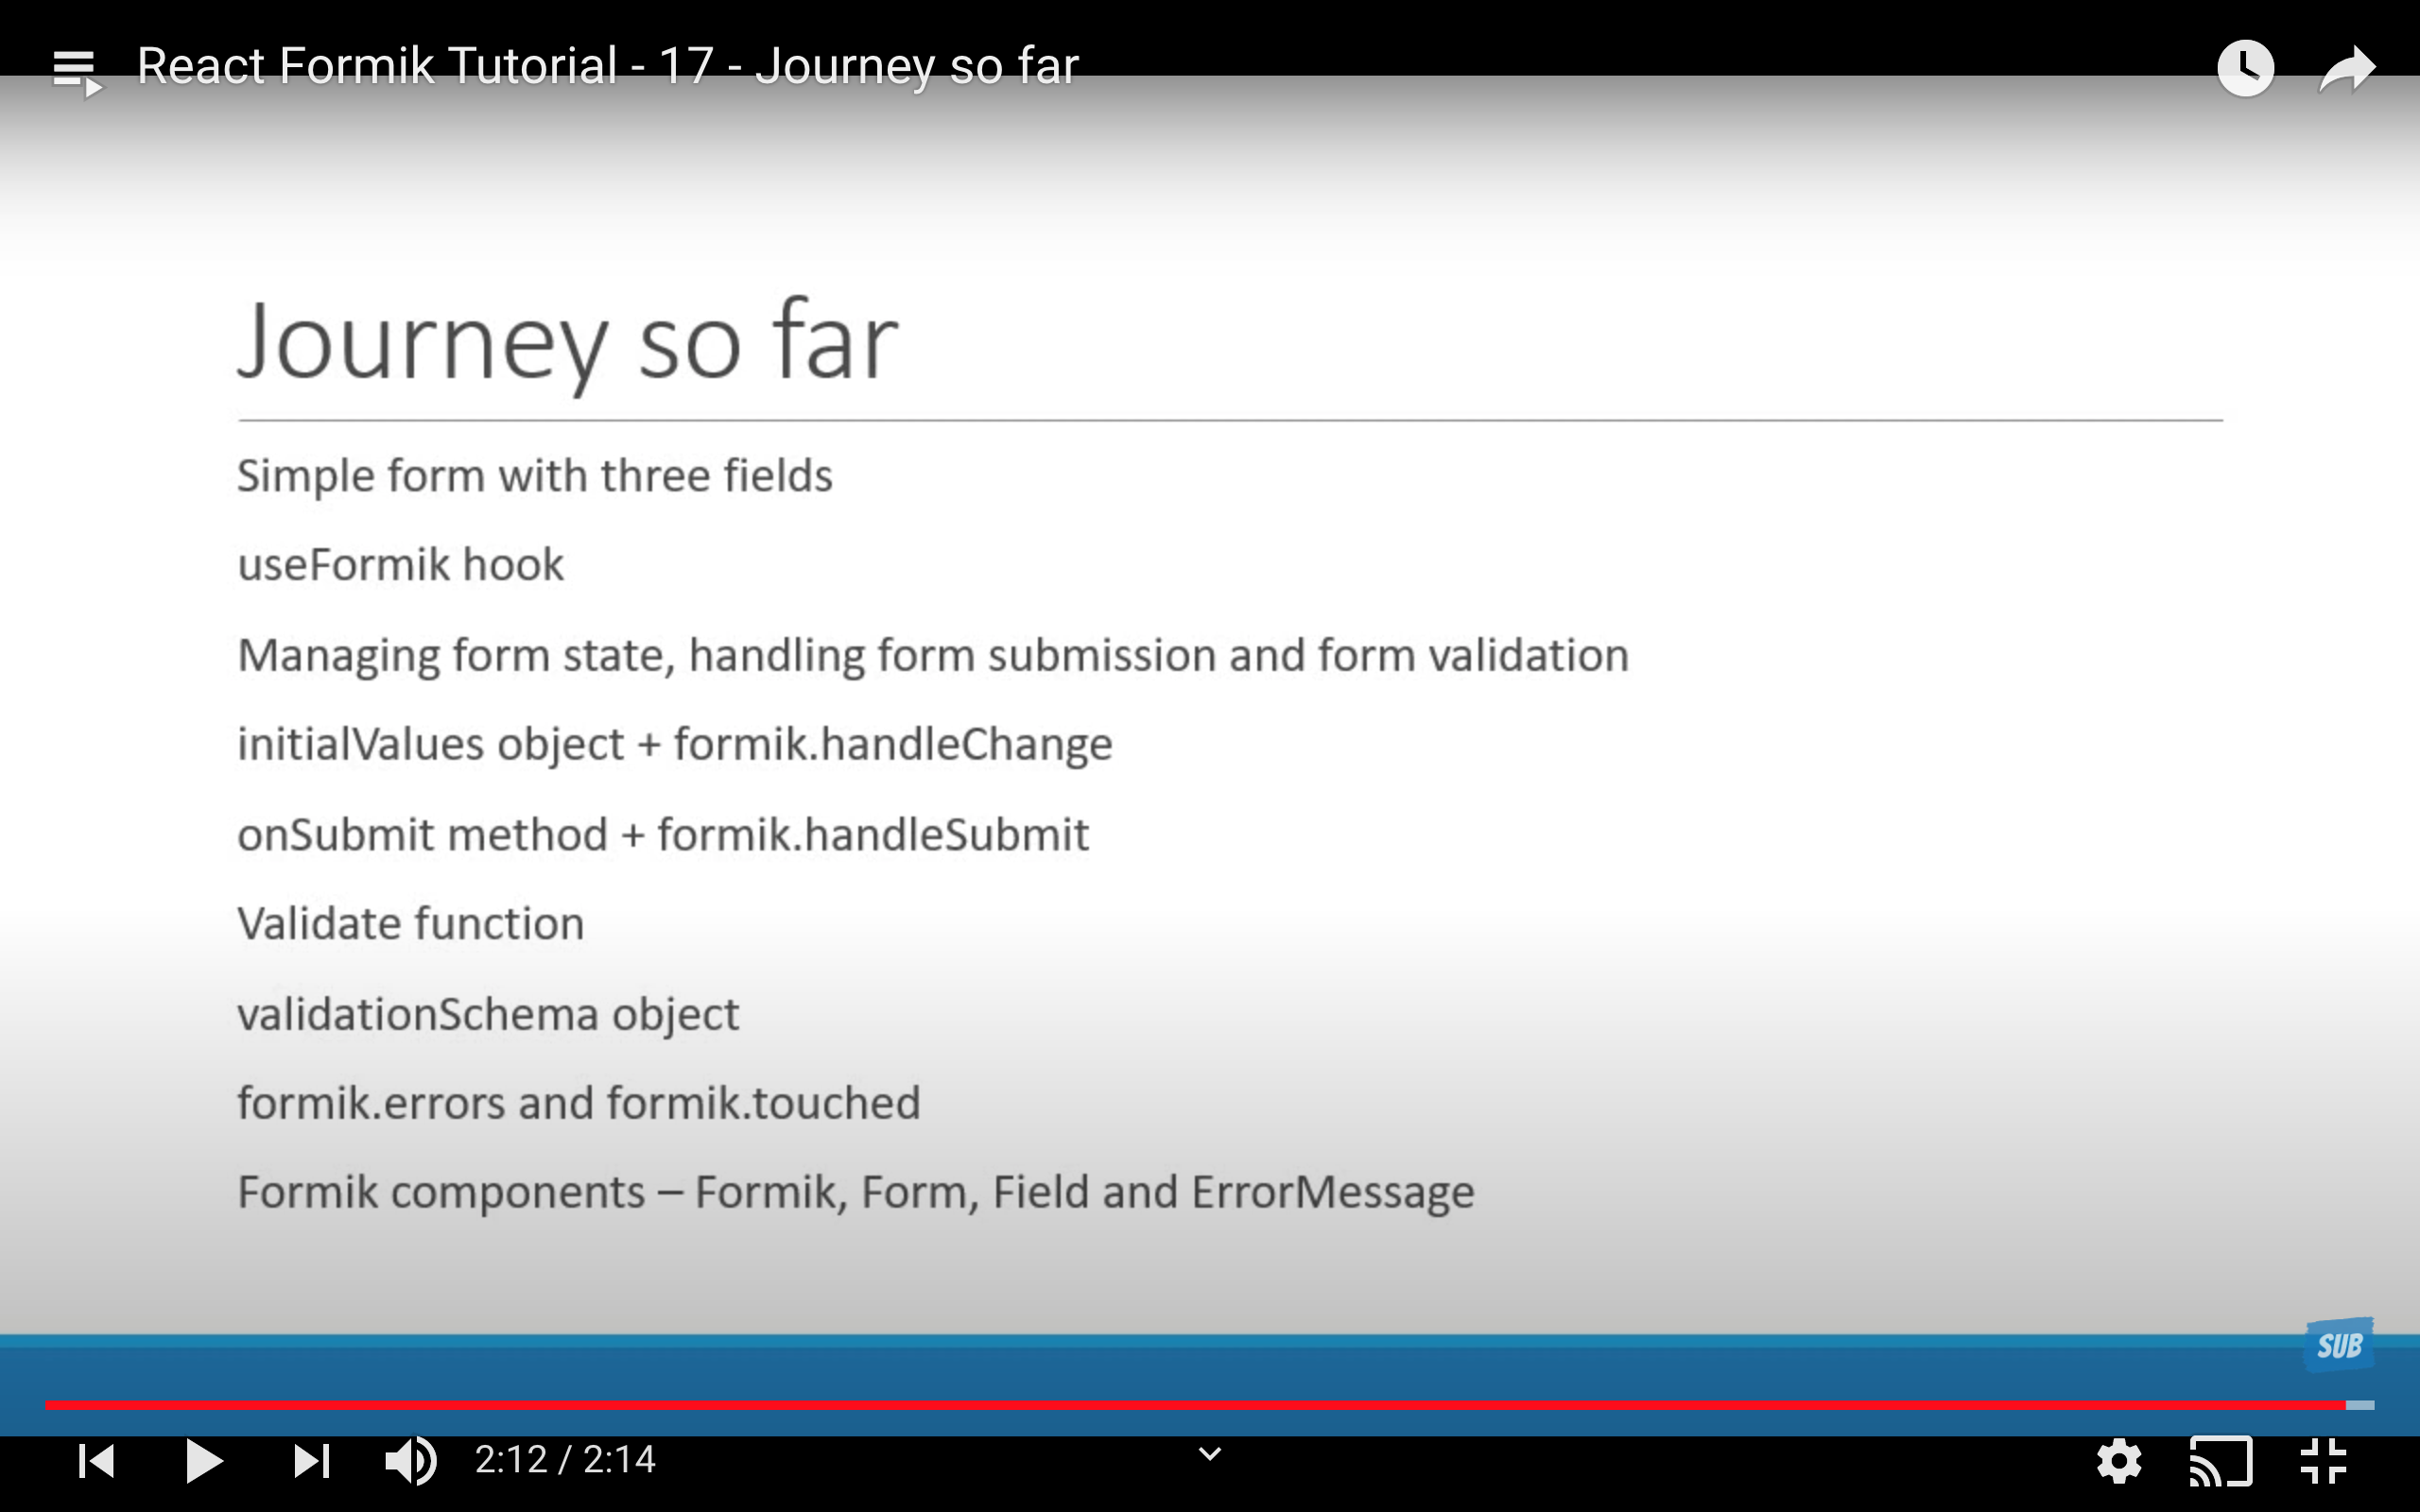 React Formik Tutorial - 17 - Journey so far
Journey so far
Simple form with three fields
useFormik hook
Managing form state, handling form submission and form validation
initialValues object + formik.handleChange
onSubmit method + formik.handleSubmit
Validate function
validationSchema object
formik.errors and formik.touched
Formik components – Formik, Form, Field and ErrorMessage
SUB
2:12 / 2:14